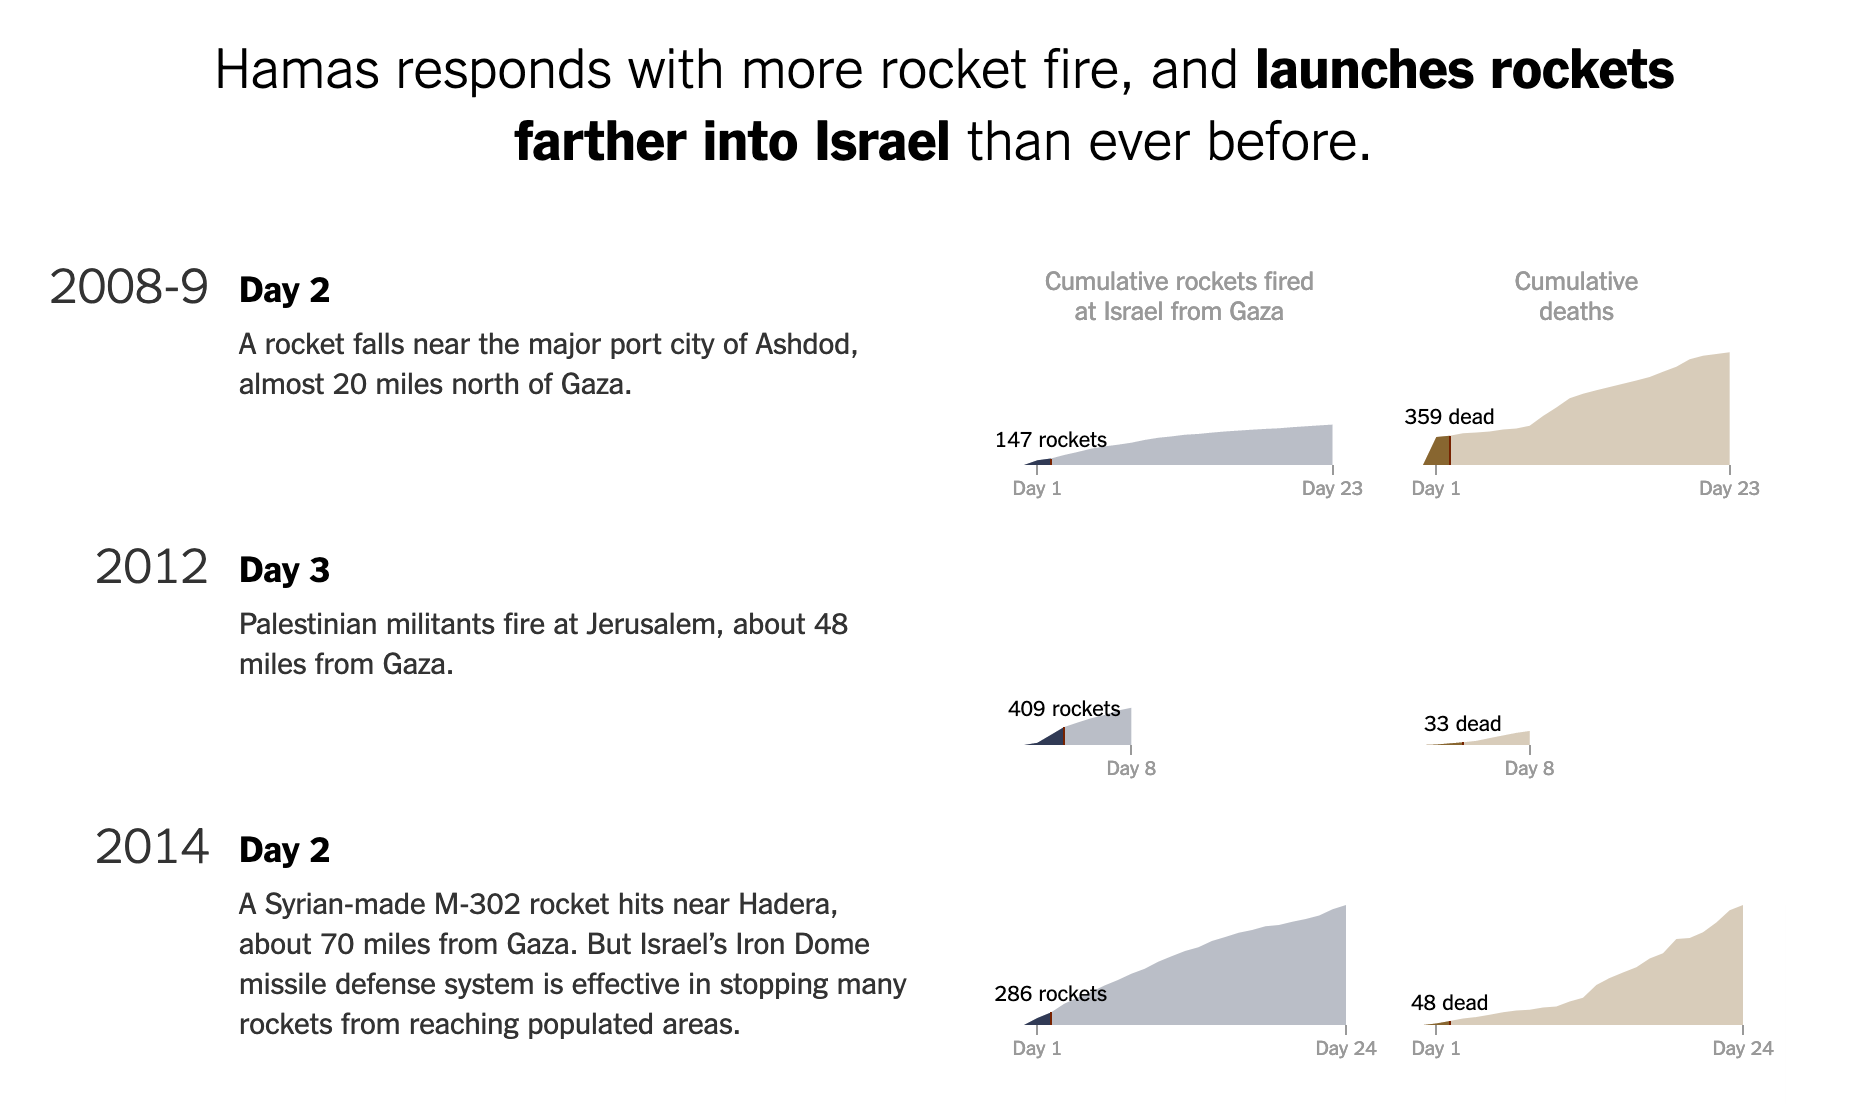 Hamas responds with more rocket fire, and launches rockets
farther into Israel than ever before.
2008-9
Day 2
A rocket falls near the major port city of Ashdod,
almost 20 miles north of Gaza.
Cumulative rockets fired
at Israel from Gaza
Cumulative
deaths
147 rockets
Day 1
Day 23
359 dead
Day 1
Day 23
2012
Day 3
Palestinian militants fire at Jerusalem, about 48
miles from Gaza.
409 rockets
Day 8
33 dead
Day 8
2014
Day 2
A Syrian-made M-302 rocket hits near Hadera,
about 70 miles from Gaza. But Israel’s Iron Dome
missile defense system is effective in stopping many
rockets from reaching populated areas.
286 rockets
Day 1
Day 24
48 dead
Day 1
Day 24